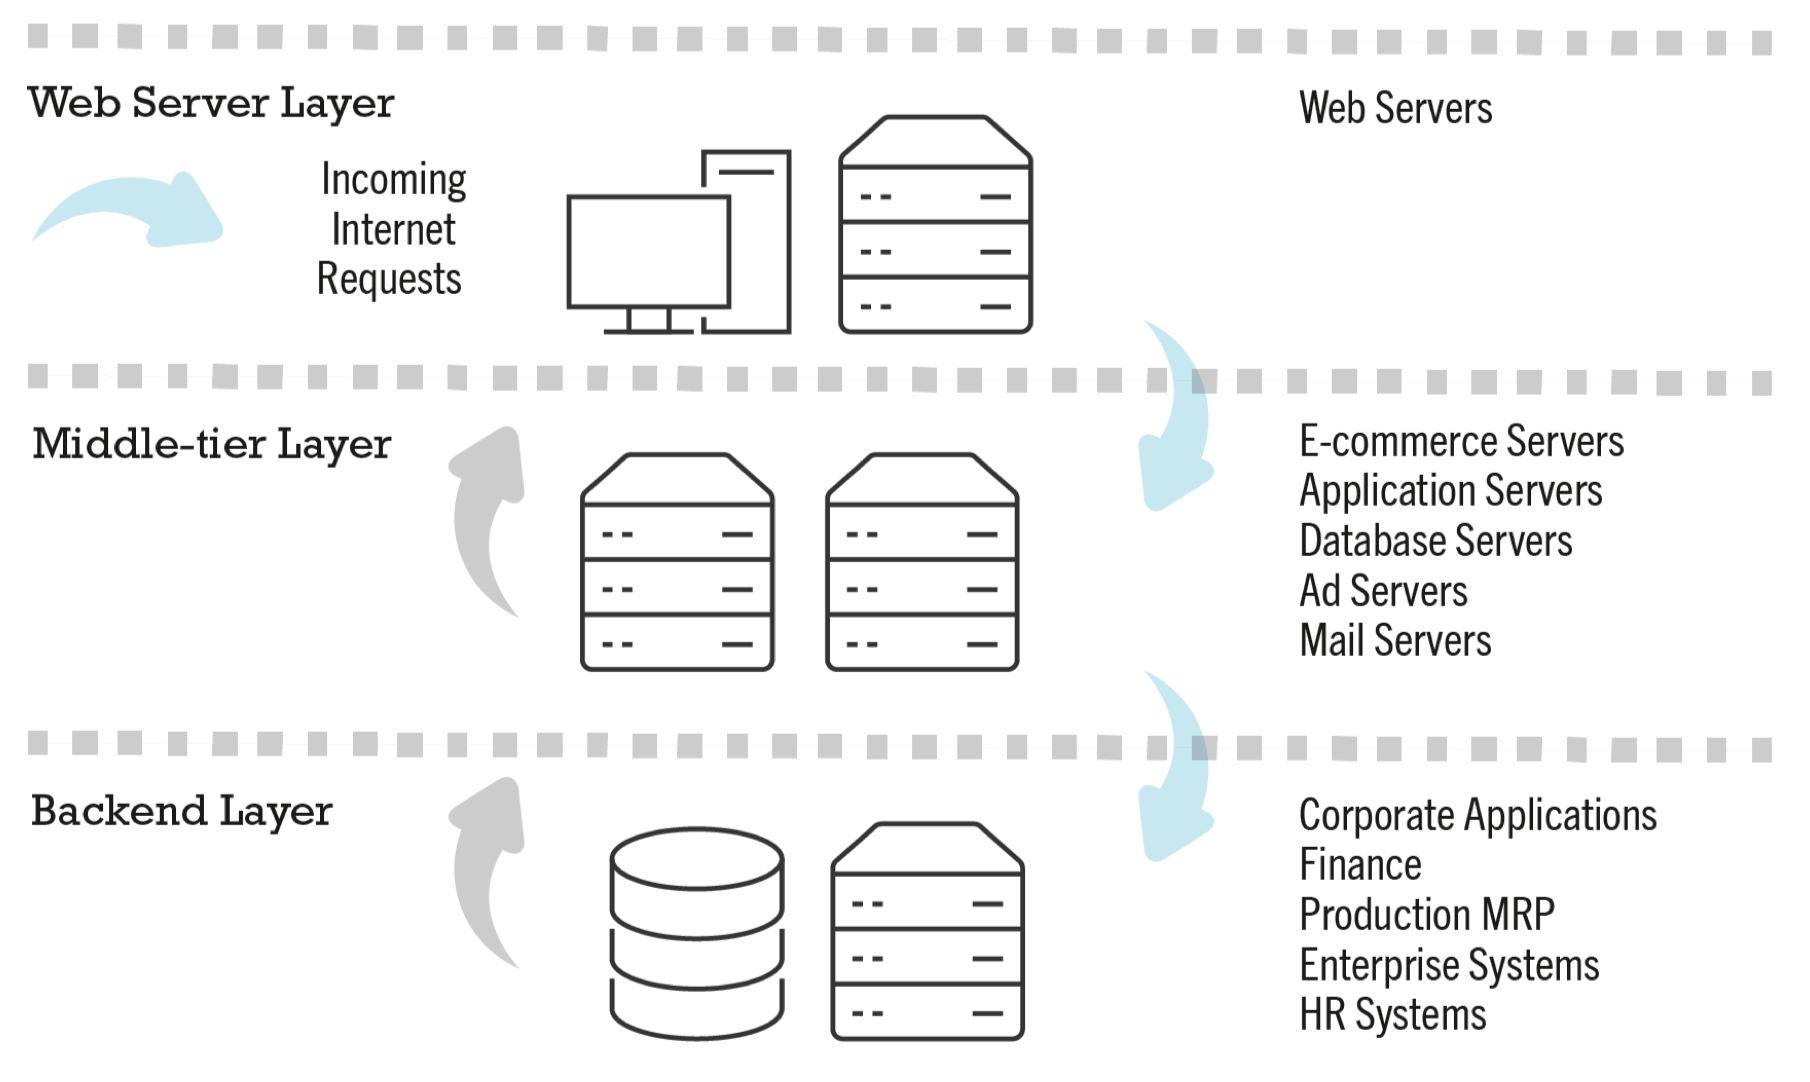 Web Server Layer
Incoming
Internet
Requests
Web Servers
Middle-tier Layer
E-commerce Servers
Application Servers
Database Servers
Ad Servers
Mail Servers
Backend Layer
Corporate Applications
Finance
Production MRP
Enterprise Systems
HR Systems